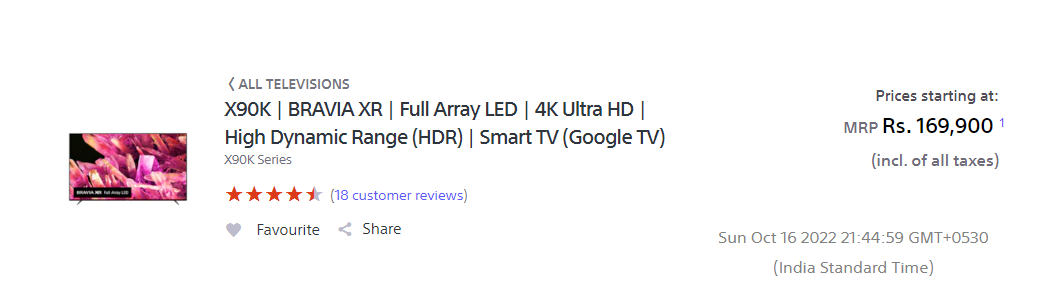 〈 ALL TELEVISIONS
X90K | BRAVIA XR | Full Array LED | 4K Ultra HD |
High Dynamic Range (HDR) | Smart TV (Google TV)
X90K Series
(18 customer reviews)
Favourite
Share
BRAVIA XR Full Array LED
Prices starting at:
MRP Rs. 169,900 1
(incl. of all taxes)
Sun Oct 16 2022 21:44:59 GMT+0530
(India Standard Time)